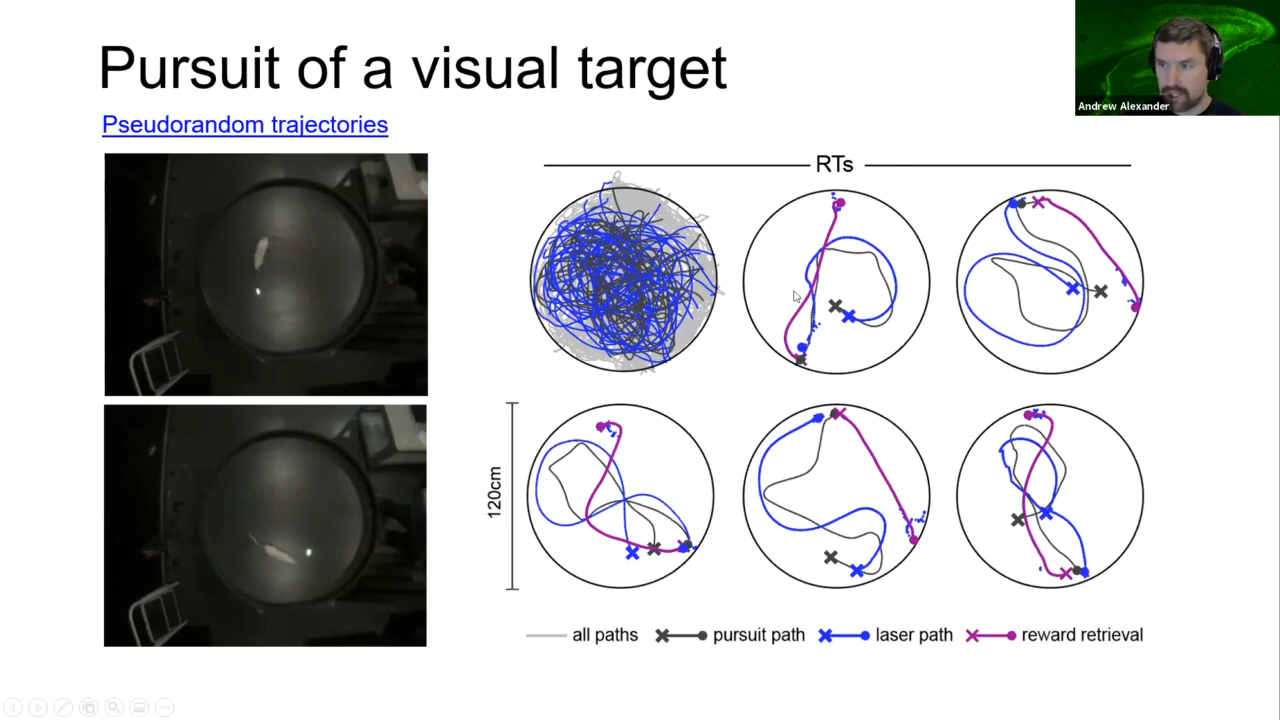 Pursuit of a visual target
Andrew Alexander
Pseudorandom trajectories
RTs
120cm
all paths
pursuit path
laser path
reward retrieval